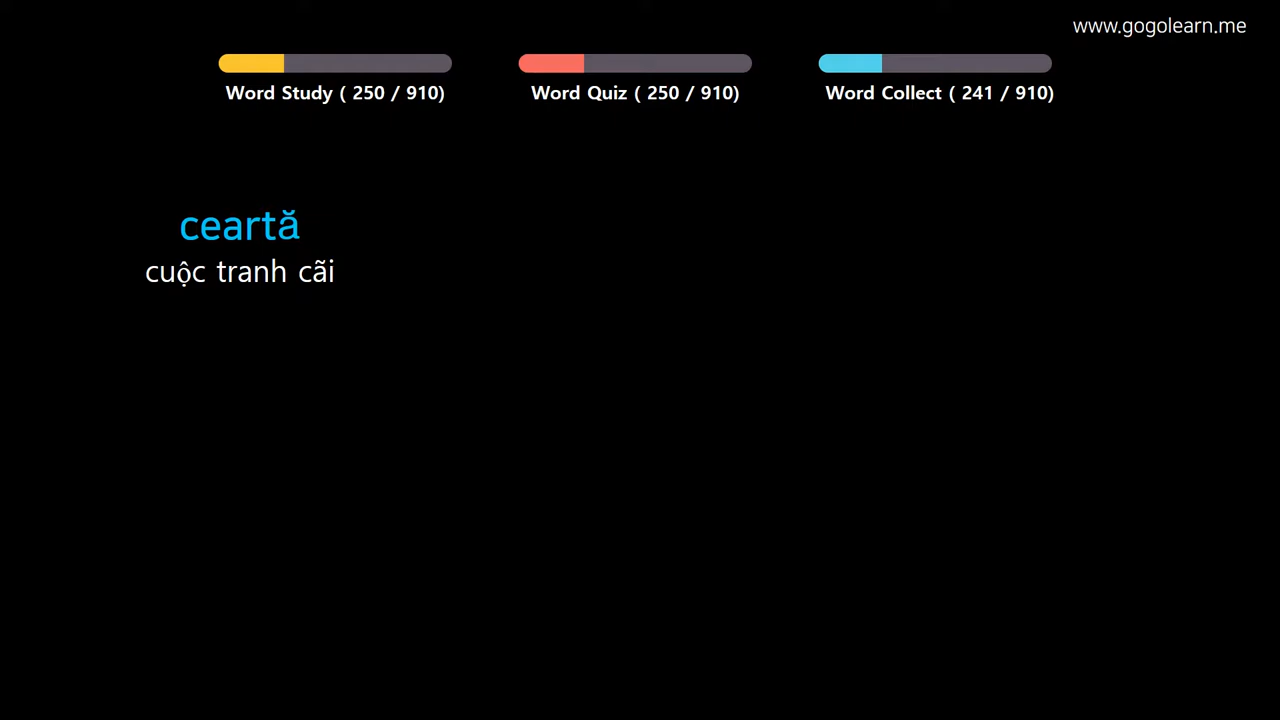 www.gogolearn.me
Word Study ( 250 / 910)
Word Quiz ( 250 / 910)
Word Collect ( 241 / 910)
ceartă
cuộc tranh cãi